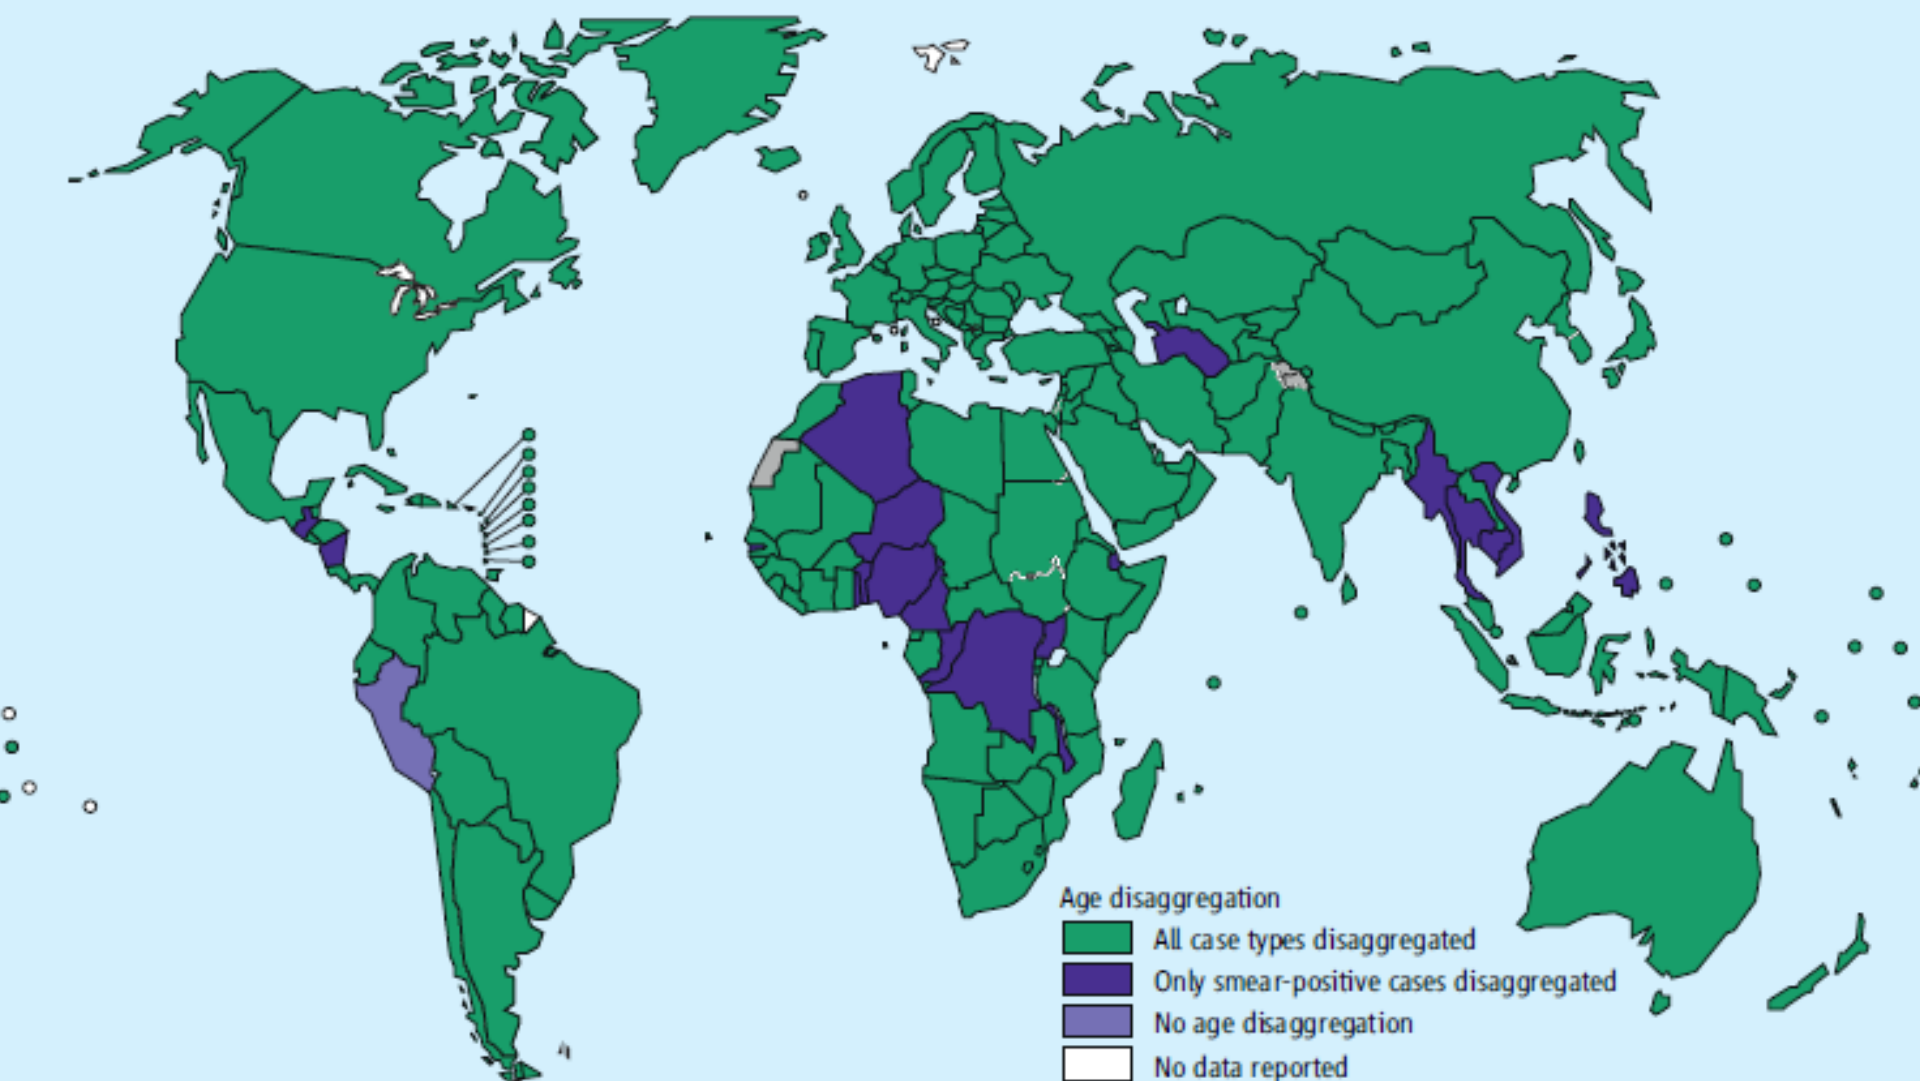 Age disaggregation
All case types disaggregated
Only smear-positive cases disaggregated
No age disaggregation
No data reported